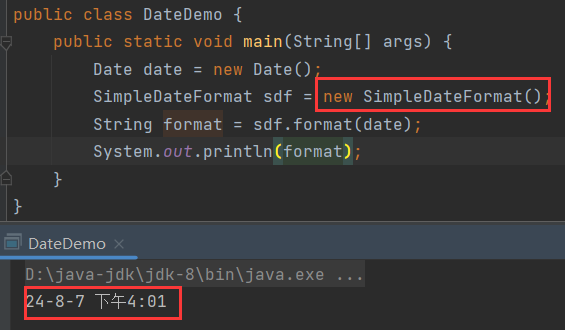 public class DateDemo {
public static void main(String[] args) {
Date date = new Date();
SimpleDateFormat sdf = new SimpleDateFormat();
String format = sdf.format(date);
System.out.println(format);
}
}
DateDemo ×
D:\java-jdk\jdk-8\bin\java.exe ...
24-8-7 下午4:01